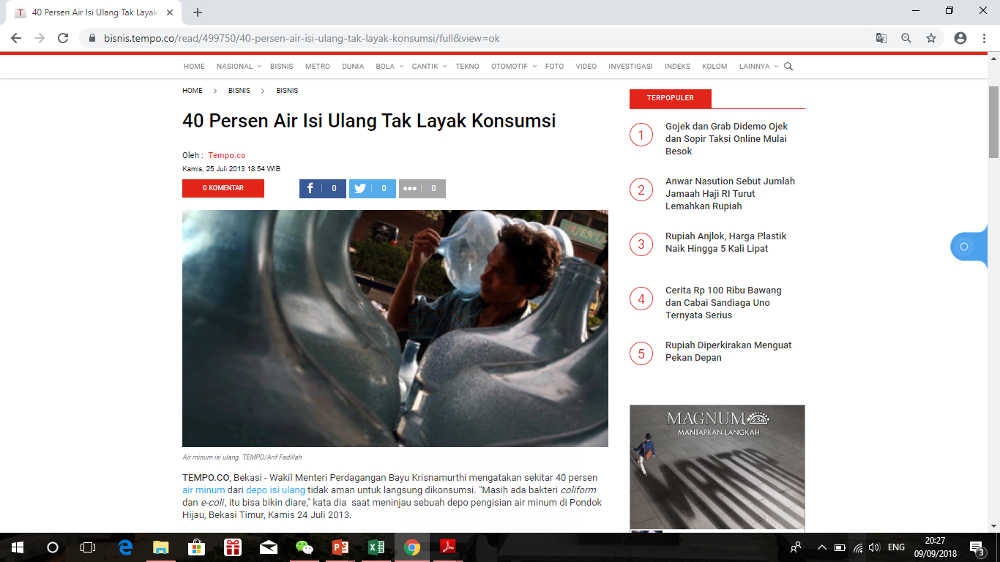 40 Persen Air Isi Ulang Tak Layak
bisnis.tempo.co/read/499750/40-persen-air-isi-ulang-tak-layak-konsumsi/full&view=ok
HOME NASIONAL BISNIS METRO DUNIA BOLA CANTIK TEKNO OTOMOTIF FOTO VIDEO INVESTIGASI INDEKS KOLOM LAINNYA
HOME > BISNIS > BISNIS
40 Persen Air Isi Ulang Tak Layak Konsumsi
Oleh : Tempo.co
Kamis, 25 Juli 2013 18:54 WIB
0 KOMENTAR
0
0
0
Air minum isi ulang. TEMPO/Arif Fadillah
TEMPO.CO, Bekasi - Wakil Menteri Perdagangan Bayu Krisnamurthi mengatakan sekitar 40 persen
air minum dari depo isi ulang tidak aman untuk langsung dikonsumsi. "Masih ada bakteri coliform
dan e-coli, itu bisa bikin diare," kata dia saat meninjau sebuah depo pengisian air minum di Pondok
Hijau, Bekasi Timur, Kamis 24 Juli 2013.
TERPOPULER
1
Gojek dan Grab Didemo Ojek
dan Sopir Taksi Online Mulai
Besok
2
Anwar Nasution Sebut Jumlah
Jamaah Haji RI Turut
Lemahkan Rupiah
3
Rupiah Anjlok, Harga Plastik
Naik Hingga 5 Kali Lipat
4
Cerita Rp 100 Ribu Bawang
dan Cabai Sandiaga Uno
Ternyata Serius
5
Rupiah Diperkirakan Menguat
Pekan Depan
MAGNUM 234
MANTAPKAN LANGKAH
MANTAP
ENG
20:27
09/09/2018
3